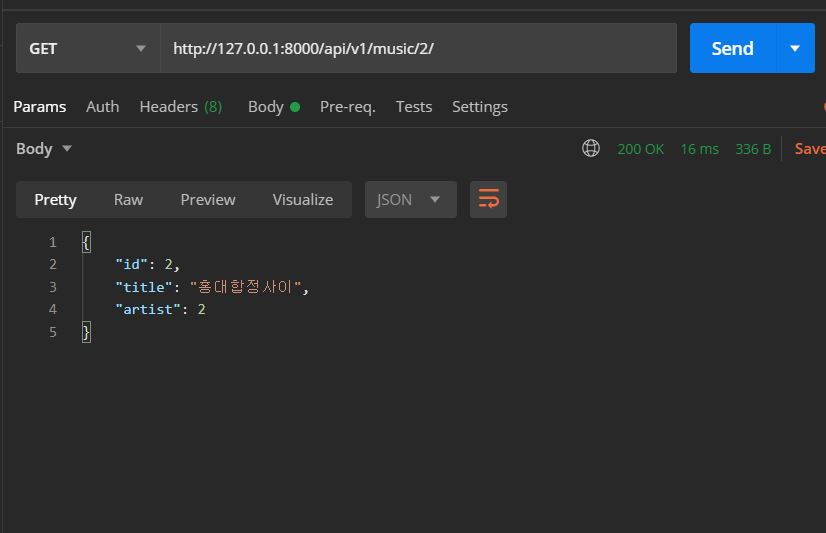 GET http://127.0.0.1:8000/api/v1/music/2/ Send
Params Auth Headers (8) Body Pre-req. Tests Settings
Body 200 OK 16 ms 336 B Save
Pretty Raw Preview Visualize JSON
1 {
2 "id": 2,
3 "title": "홍대합정사이",
4 "artist": 2
5 }